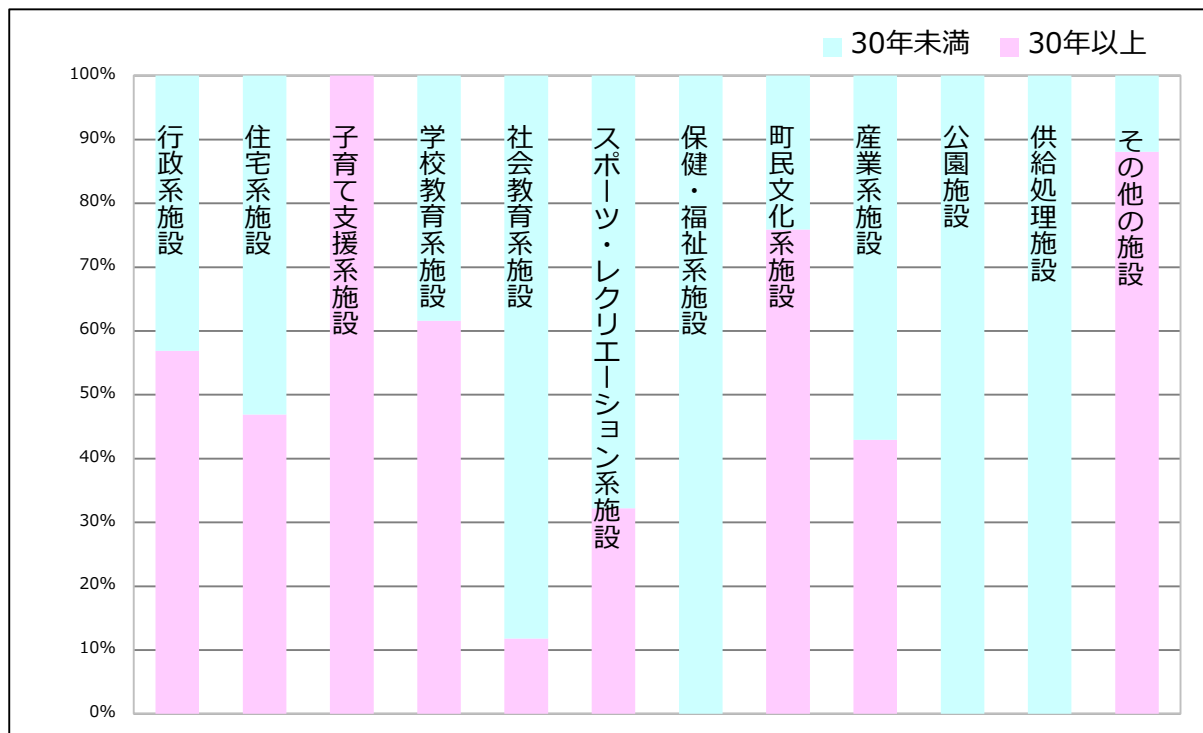 30年未満 30年以上
100%
90%
80%
70%
60%
50%
40%
30%
20%
10%
0%
行政系施設
住宅系施設
子育て支援系施設
学校教育系施設
社会教育系施設
スポーツ・レクリエーション系施設
保健・福祉系施設
町民文化系施設
産業系施設
公園施設
供給処理施設
その他の施設